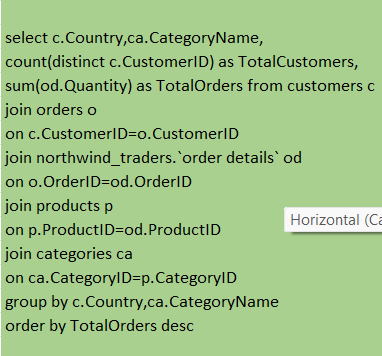 select c.Country,ca.CategoryName,
count(distinct c.CustomerID) as TotalCustomers,
sum(od.Quantity) as TotalOrders from customers c
join orders o
on c.CustomerID=o.CustomerID
join northwind_traders.`order details` od
on o.OrderID=od.OrderID
join products p
on p.ProductID=od.ProductID
join categories ca
on ca.CategoryID=p.CategoryID
group by c.Country,ca.CategoryName
order by TotalOrders desc
Horizontal (Ca